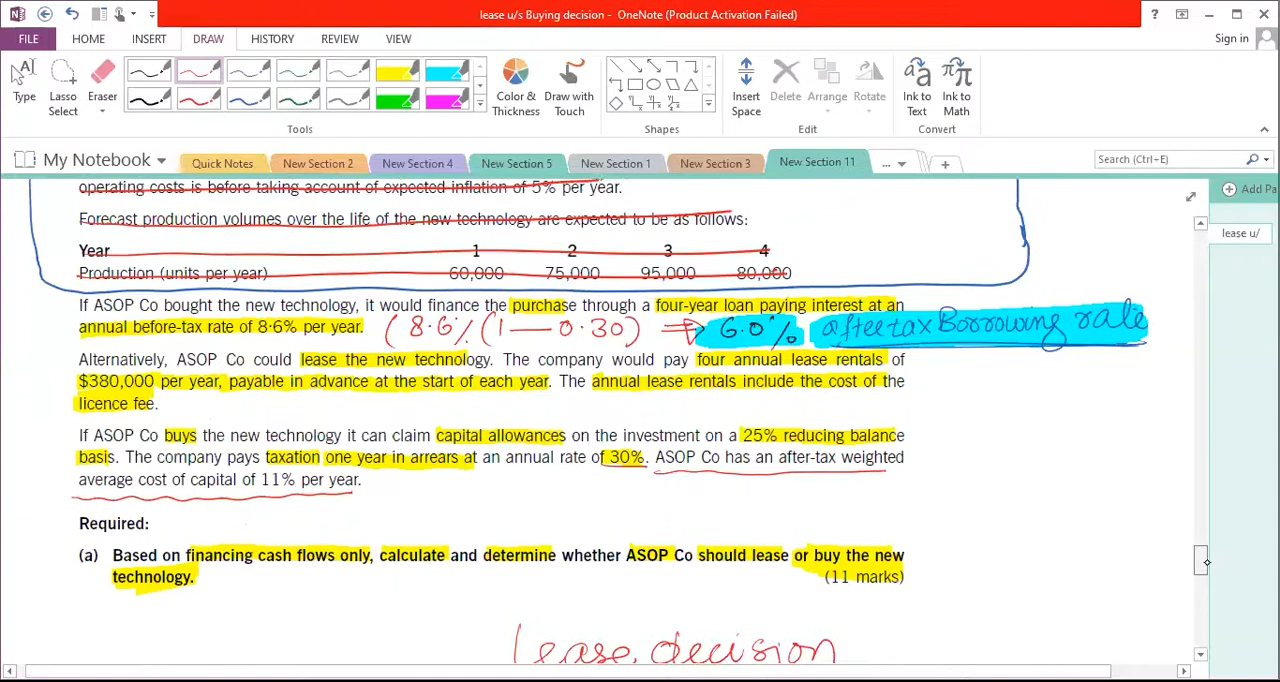 lease u/s Buying decision - OneNote (Product Activation Failed)
Sign in
FILE HOME INSERT DRAW HISTORY REVIEW VIEW
Type Lasso Select Eraser Color & Thickness Draw with Touch Insert Space Delete Arrange Rotate Ink to Text Ink to Math
Tools Shapes Edit Convert
My Notebook Quick Notes New Section 2 New Section 4 New Section 5 New Section 1 New Section 3 New Section 11 ... + Search (Ctrl+E)
operating costs is before taking account of expected inflation of 5% per year.
Add Pa
Forecast production volumes over the life of the new technology are expected to be as follows:
lease u/
Year 1 2 3 4
Production (units per year) 60,000 75,000 95,000 80,000
If ASOP Co bought the new technology, it would finance the purchase through a four-year loan paying interest at an
annual before-tax rate of 8·6% per year. (8.6% (1 — 0.30) ⇒ 6.0% aftertax Borrowing rate
Alternatively, ASOP Co could lease the new technology. The company would pay four annual lease rentals of
$380,000 per year, payable in advance at the start of each year. The annual lease rentals include the cost of the
licence fee.
If ASOP Co buys the new technology it can claim capital allowances on the investment on a 25% reducing balance
basis. The company pays taxation one year in arrears at an annual rate of 30%. ASOP Co has an after-tax weighted
average cost of capital of 11% per year.
Required:
(a) Based on financing cash flows only, calculate and determine whether ASOP Co should lease or buy the new
technology. (11 marks)
lease decision